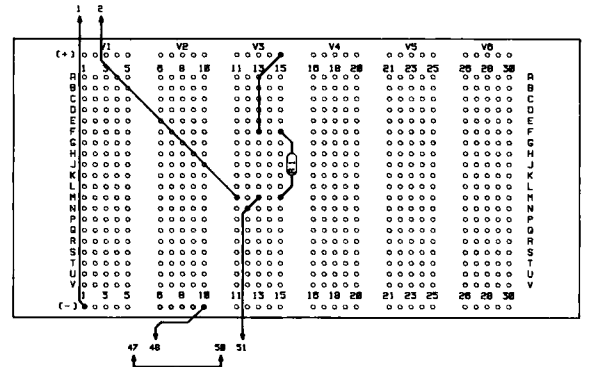 1 2
V1 V2 V3 V4 V5 V6
(+)
1 3 5 6 8 10 11 13 15 16 18 20 21 23 25 26 28 30
A A
B B
C C
D D
E E
F F
G G
H H
J J
K K
L L
M M
N N
P P
Q Q
R R
S S
T T
U U
V V
R1
1 3 5 6 8 10 11 13 15 16 18 20 21 23 25 26 28 30
(-)
47 48 50 51